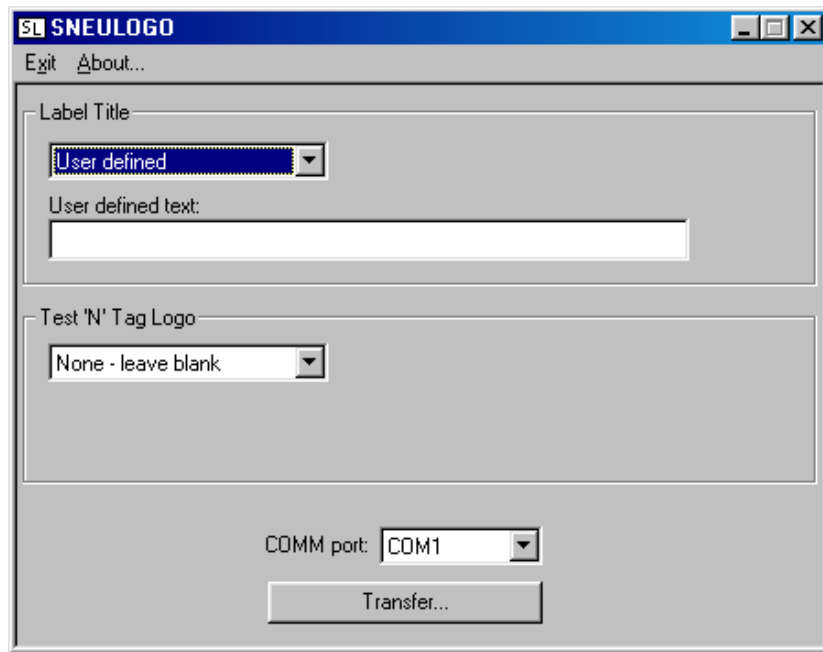 SL SNEULOGO
Exit About...
Label Title
User defined
User defined text:
Test 'N' Tag Logo
None - leave blank
COMM port: COM1
Transfer...